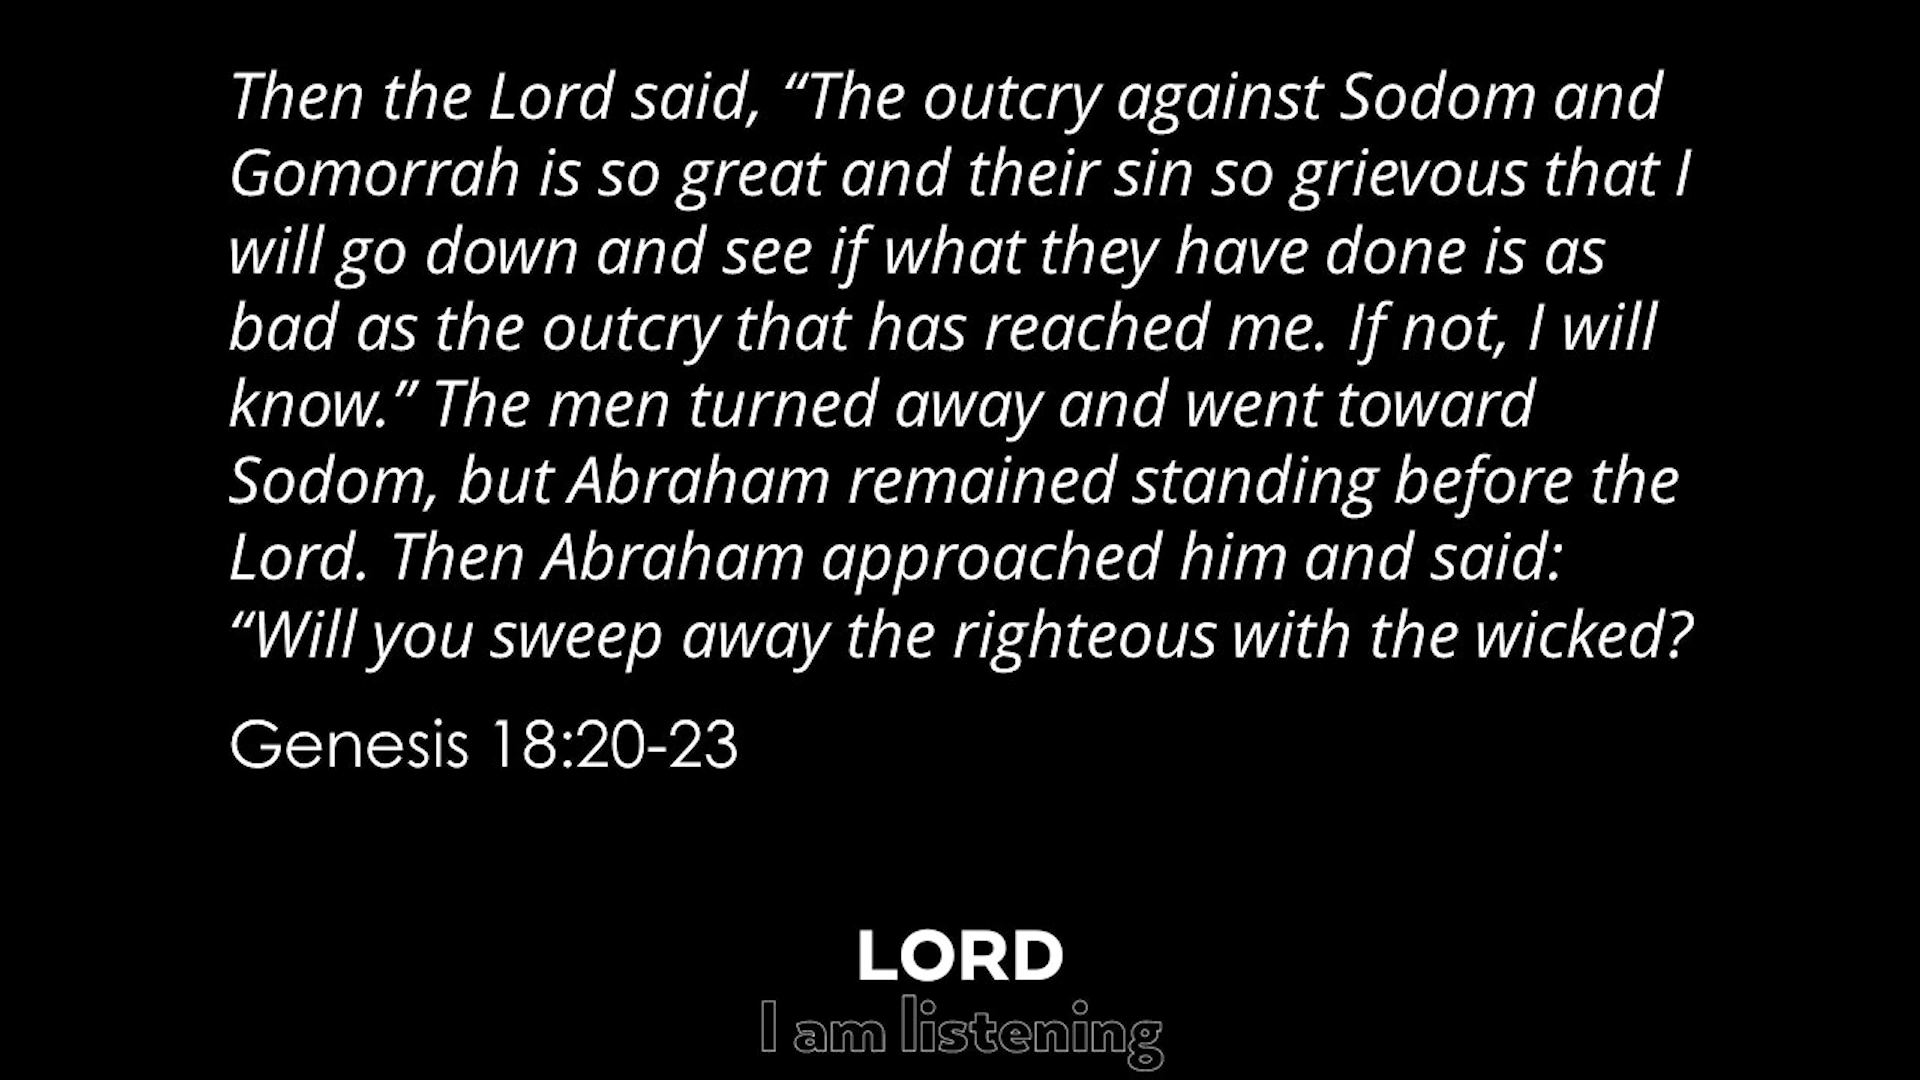 Then the Lord said, “The outcry against Sodom and
Gomorrah is so great and their sin so grievous that I
will go down and see if what they have done is as
bad as the outcry that has reached me. If not, I will
know.” The men turned away and went toward
Sodom, but Abraham remained standing before the
Lord. Then Abraham approached him and said:
“Will you sweep away the righteous with the wicked?
Genesis 18:20-23
LORD
I am listening